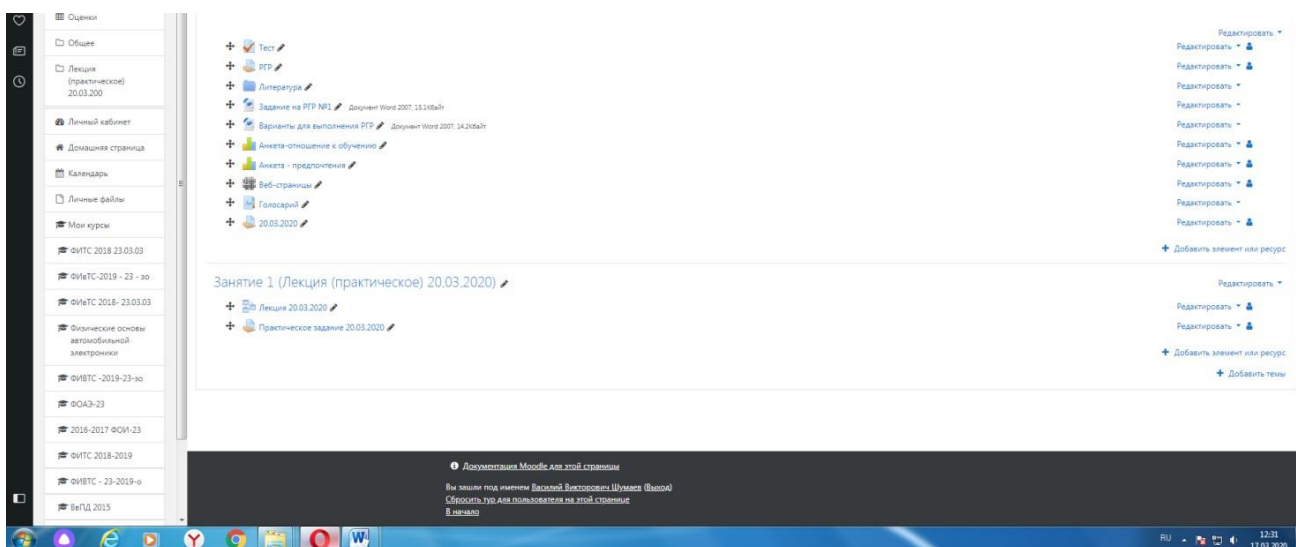 Оценки
Общее
Лекция
(практическое)
20.03.200
Личный кабинет
Домашняя страница
Календарь
Личные файлы
Мои курсы
ФИТС 2018 23.03.03
ФИвТС-2019 - 23 - зо
ФИвТС 2018- 23.03.03
Физические основы
автомобильной
электроники
ФИВТС -2019-23-зо
ФОАЭ-23
2016-2017 ФОИ-23
ФИТС 2018-2019
ФИВТС - 23-2019-о
ВвПД 2015
Редактировать
Тест Редактировать
РГР Редактировать
Литература Редактировать
Задание на РГР №1 Документ Word 2007, 15.1Кбайт Редактировать
Варианты для выполнения РГР Документ Word 2007, 14.2Кбайт Редактировать
Анкета-отношение к обучению Редактировать
Анкета - предпочтения Редактировать
Веб-страницы Редактировать
Голосарий Редактировать
20.03.2020 Редактировать
Добавить элемент или ресурс
Занятие 1 (Лекция (практическое) 20.03.2020) Редактировать
Лекция 20.03.2020 Редактировать
Практическое задание 20.03.2020 Редактировать
Добавить элемент или ресурс
Добавить темы
Документация Moodle для этой страницы
Вы зашли под именем Василий Викторович Шумаев (Выход)
Сбросить тур для пользователя на этой странице
В начало
RU 12:31
17.03.2020